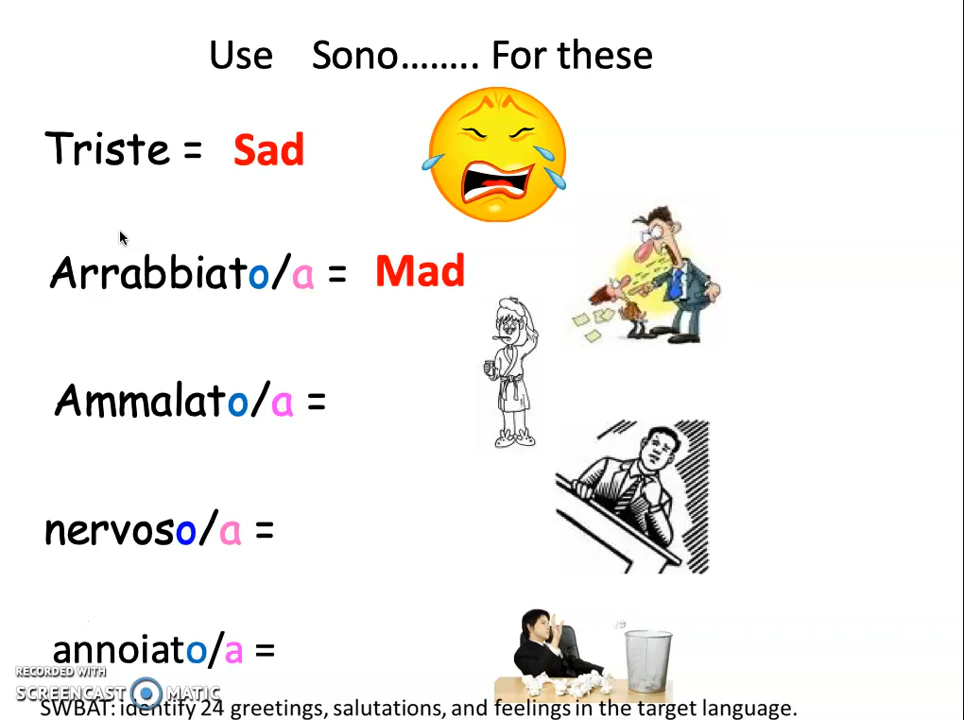 Use Sono........ For these
Triste = Sad
Arrabbiato/a = Mad
Ammalato/a =
nervoso/a =
annoiato/a =
RECORDED WITH
SCREENCAST MATIC
SWBAT: identify 24 greetings, salutations, and feelings in the target language.